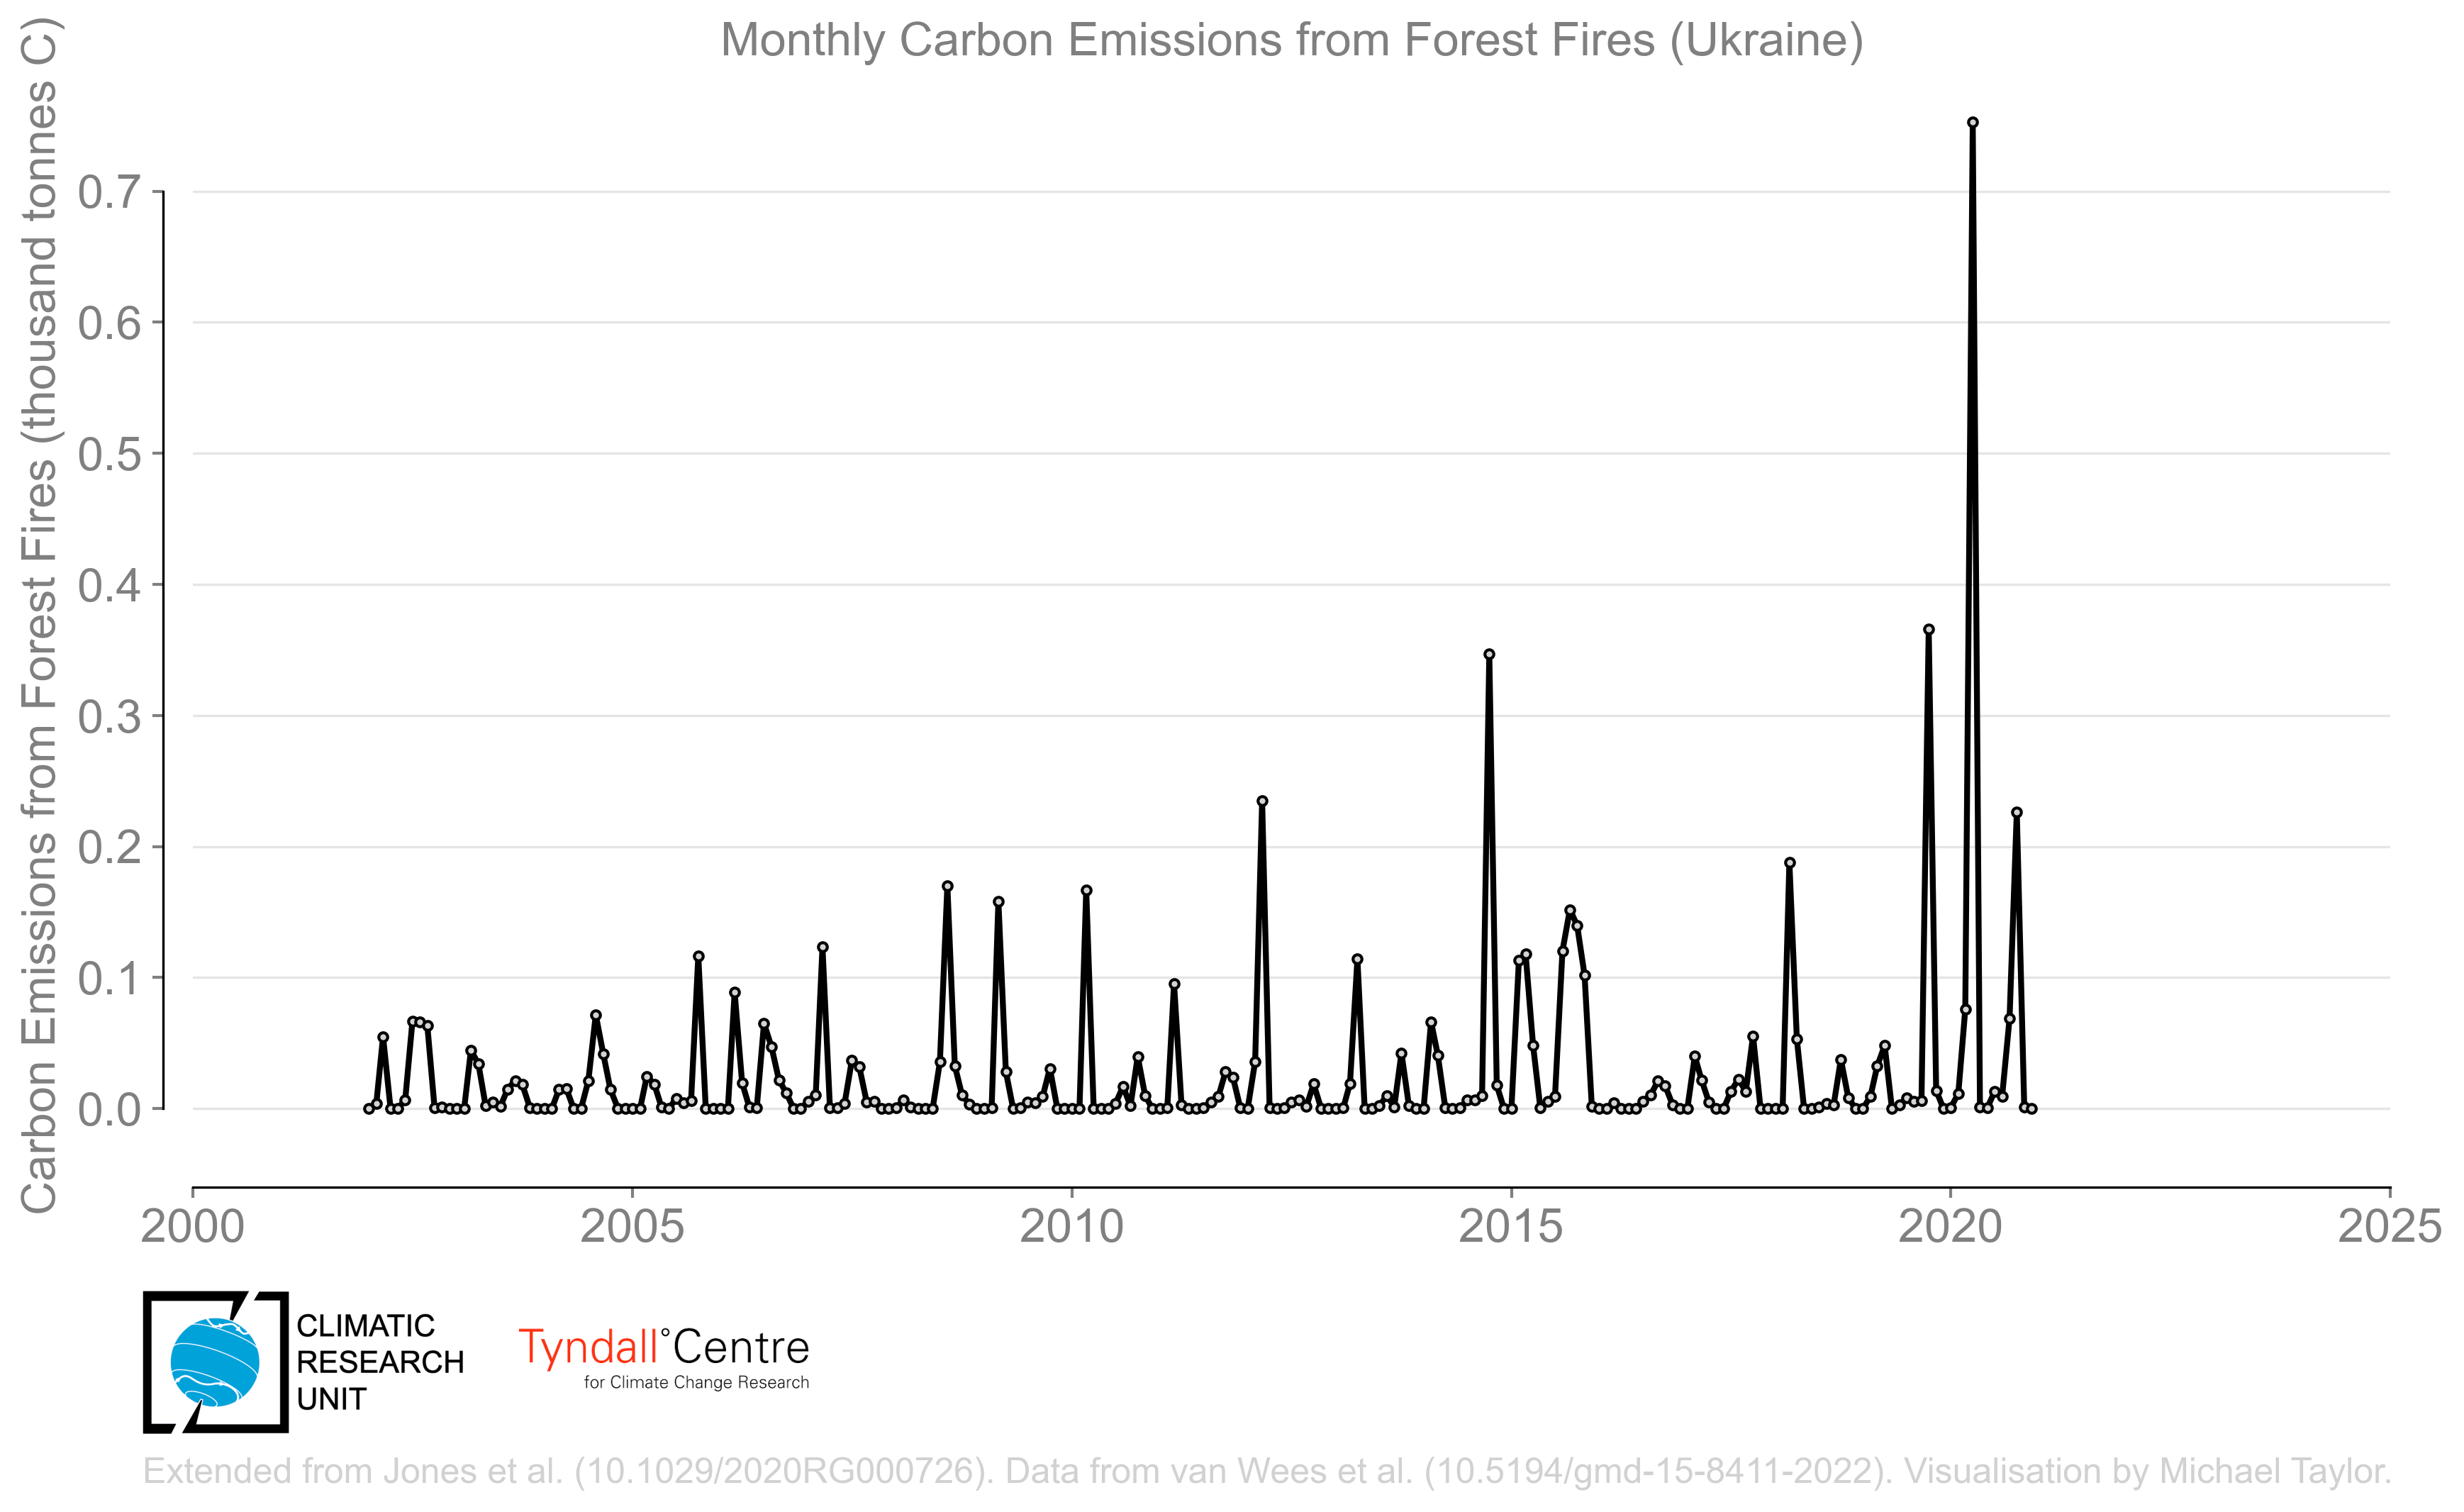 Monthly Carbon Emissions from Forest Fires (Ukraine)
Carbon Emissions from Forest Fires (thousand tonnes C)
0.7
0.6
0.5
0.4
0.3
0.2
0.1
0.0
2000 2005 2010 2015 2020 2025
CLIMATIC
RESEARCH
UNIT
Tyndall°Centre
for Climate Change Research
Extended from Jones et al. (10.1029/2020RG000726). Data from van Wees et al. (10.5194/gmd-15-8411-2022). Visualisation by Michael Taylor.